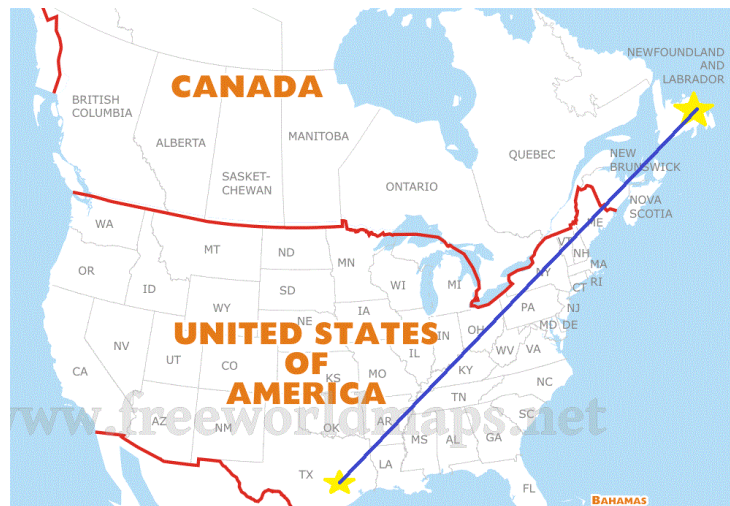 NEWFOUNDLAND
AND
LABRADOR
CANADA
BRITISH
COLUMBIA
ALBERTA
MANITOBA
SASKET-
CHEWAN
ONTARIO
QUEBEC
NEW
BRUNSWICK
NOVA
SCOTIA
WA
MT
ND
MN
ME
VT
NH
MA
OR
ID
SD
WI
MI
NY
CT
RI
WY
NE
IA
PA
NJ
UNITED STATES
OF
AMERICA
NV
UT
CO
KS
MO
IL
IN
OH
MD
DE
WV
VA
CA
KY
NC
AZ
NM
OK
AR
TN
SC
www.freeworldmaps.net
MS
AL
GA
TX
LA
FL
BAHAMAS